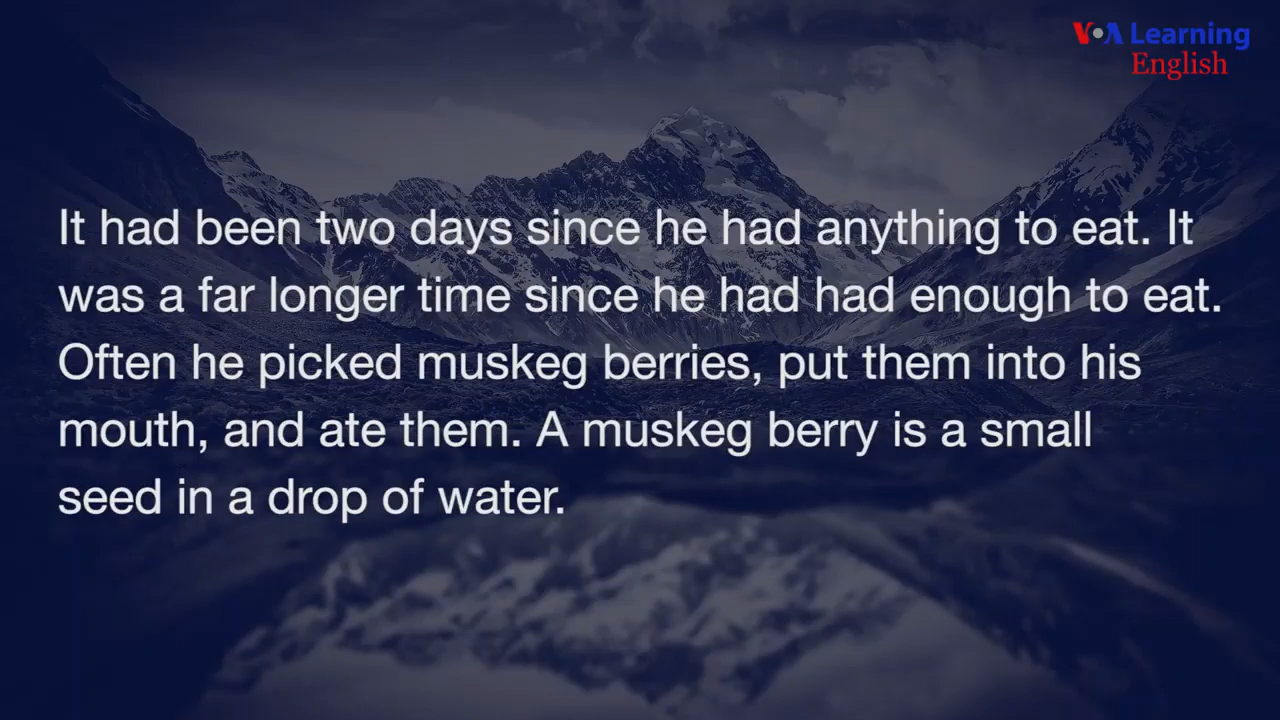 VOA Learning
English
It had been two days since he had anything to eat. It
was a far longer time since he had had enough to eat.
Often he picked muskeg berries, put them into his
mouth, and ate them. A muskeg berry is a small
seed in a drop of water.